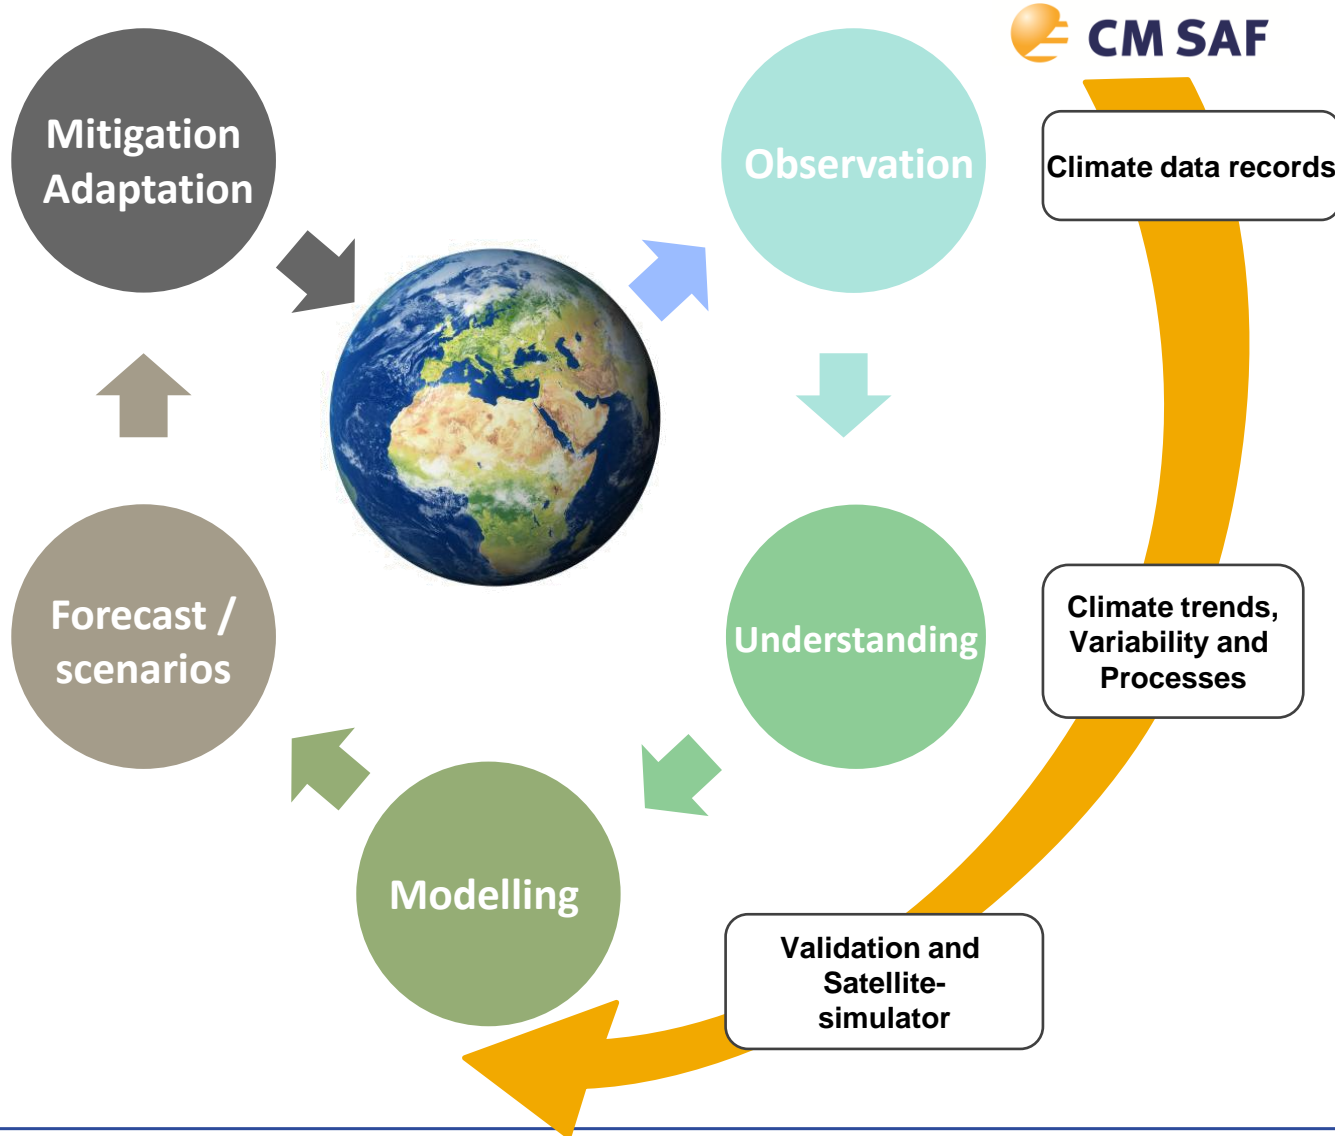 CM SAF
Mitigation
Adaptation
Observation
Climate data records
Forecast /
scenarios
Understanding
Climate trends,
Variability and
Processes
Modelling
Validation and
Satellite-
simulator